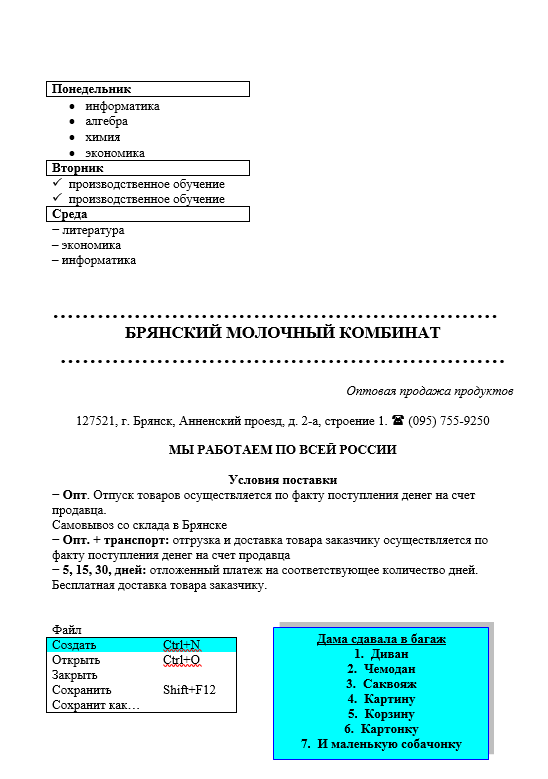 Понедельник
• информатика
• алгебра
• химия
• экономика
Вторник
✓ производственное обучение
✓ производственное обучение
Среда
− литература
– экономика
– информатика
БРЯНСКИЙ МОЛОЧНЫЙ КОМБИНАТ
Оптовая продажа продуктов
127521, г. Брянск, Анненский проезд, д. 2-а, строение 1. ☎ (095) 755-9250
МЫ РАБОТАЕМ ПО ВСЕЙ РОССИИ
Условия поставки
− Опт. Отпуск товаров осуществляется по факту поступления денег на счет
продавца.
Самовывоз со склада в Брянске
− Опт. + транспорт: отгрузка и доставка товара заказчику осуществляется по
факту поступления денег на счет продавца
− 5, 15, 30, дней: отложенный платеж на соответствующее количество дней.
Бесплатная доставка товара заказчику.
Файл
Создать Ctrl+N
Открыть Ctrl+O
Закрыть
Сохранить Shift+F12
Сохранит как…
Дама сдавала в багаж
1. Диван
2. Чемодан
3. Саквояж
4. Картину
5. Корзину
6. Картонку
7. И маленькую собачонку